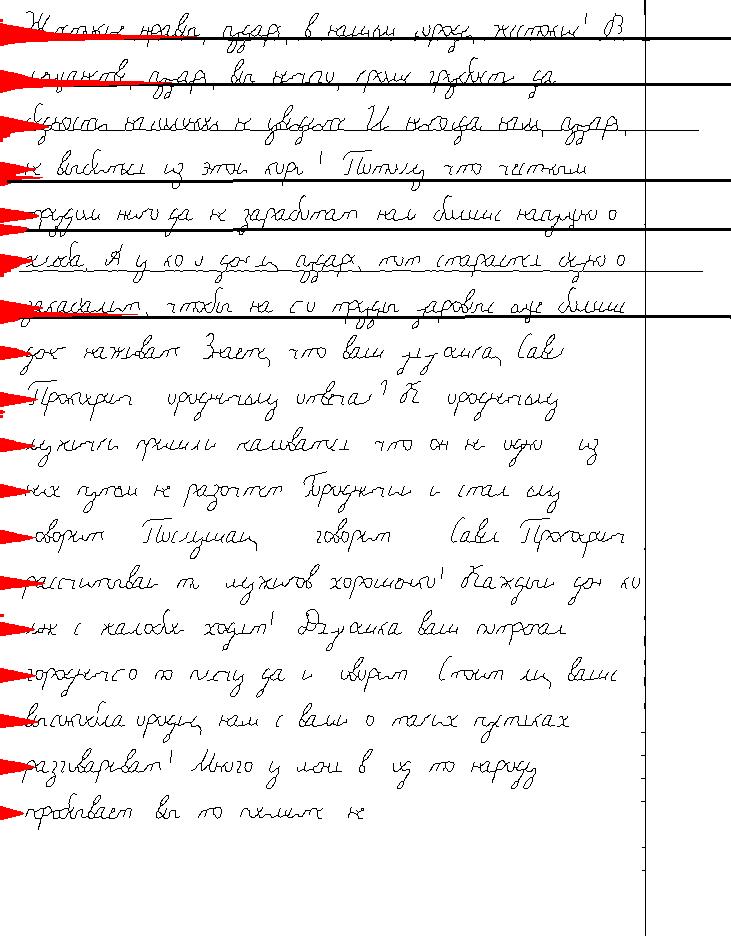 Жестокие нравы, сударь, в нашем городе, жестокие! В
мещанстве, сударь, вы ничего, кроме грубости да
бедности нагольной не увидите. И никогда нам, сударь,
не выбиться из этой коры! Потому что честным
трудом никогда не заработать нам больше насущного
хлеба. А у кого деньги, сударь, тот старается бедного
закабалить, чтобы на его труды даровые еще больше
денег наживать. Знаете, что ваш дядюшка, Савел
Прокофьич городничему отвечал? К городничему
мужички пришли жаловаться что он ни одного из
них путем не разочтет Городничий и стал ему
говорить Послушай, говорит Савел Прокофьич
рассчитывай ты мужиков хорошенько! Каждый день ко
мне с жалобой ходят! Дядюшка ваш потрепал
городничего по плечу да и говорит Стоит ли, ваше
высокоблагородие, нам с вами о таких пустяках
разговаривать! Много у меня в год то народу
перебывает вы то поймите не